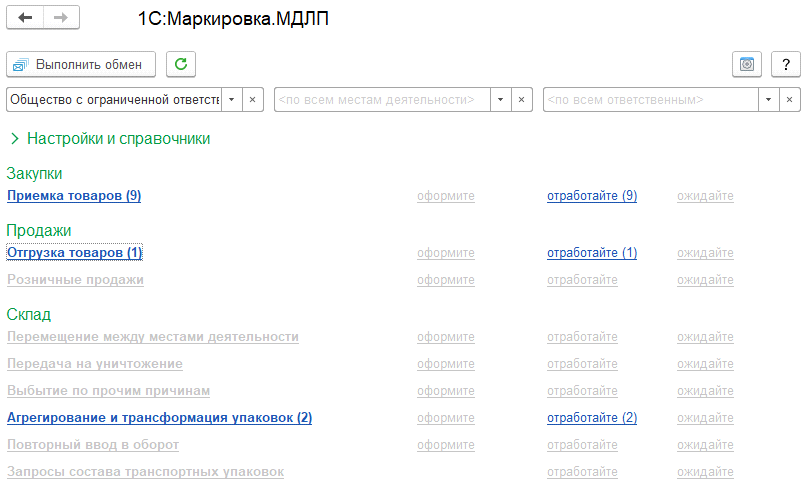 1С:Маркировка.МДЛП
Выполнить обмен ?
Общество с ограниченной ответств <по всем местам деятельности> <по всем ответственным>
Настройки и справочники
Закупки
Приемка товаров (9) оформите отработайте (9) ожидайте
Продажи
Отгрузка товаров (1) оформите отработайте (1) ожидайте
Розничные продажи оформите отработайте ожидайте
Склад
Перемещение между местами деятельности оформите отработайте ожидайте
Передача на уничтожение оформите отработайте ожидайте
Выбытие по прочим причинам оформите отработайте ожидайте
Агрегирование и трансформация упаковок (2) оформите отработайте (2) ожидайте
Повторный ввод в оборот оформите отработайте ожидайте
Запросы состава транспортных упаковок оформите отработайте ожидайте